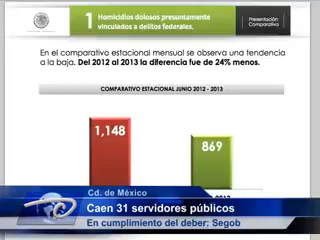 1
Homicidios dolosos presuntamente
vinculados a delitos federales.
Presentación
Comparativa
En el comparativo estacional mensual se observa una tendencia
a la baja. Del 2012 al 2013 la diferencia fue de 24% menos.
COMPARATIVO ESTACIONAL JUNIO 2012 - 2013
1,148
869
Cd. de México
Caen 31 servidores públicos
En cumplimiento del deber: Segob